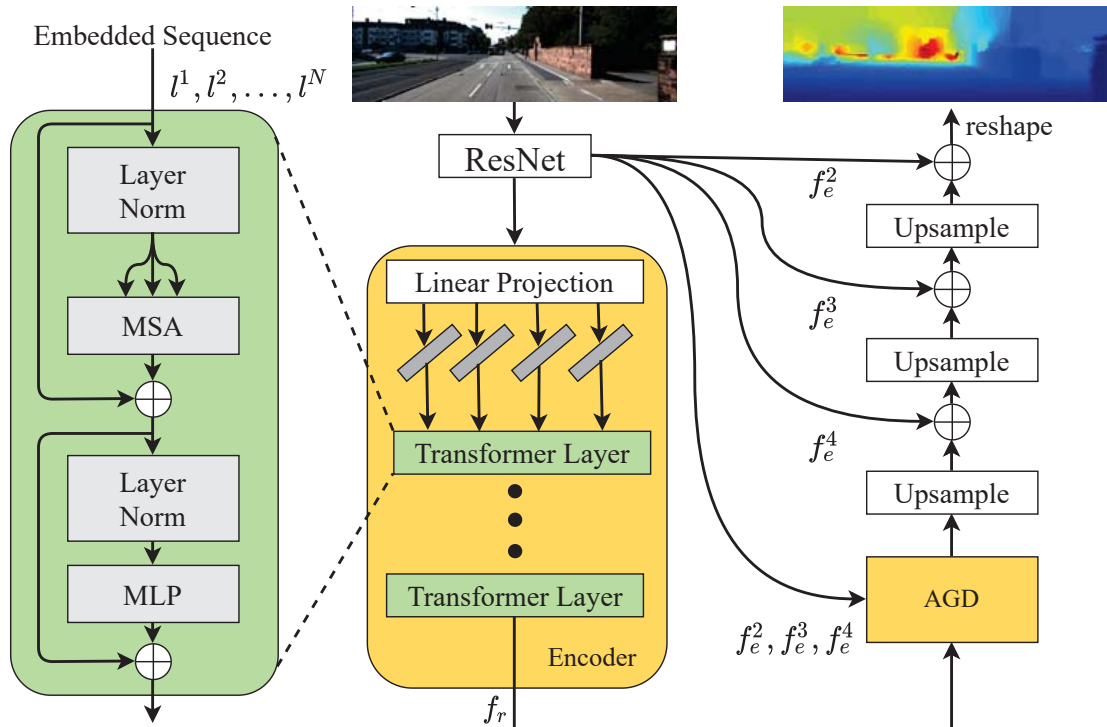 Embedded Sequence
l^1, l^2, ..., l^N
Layer
Norm
MSA
Layer
Norm
MLP
ResNet
Linear Projection
Transformer Layer
Transformer Layer
Encoder
f_r
reshape
f_e^2
Upsample
f_e^3
Upsample
f_e^4
Upsample
AGD
f_e^2, f_e^3, f_e^4